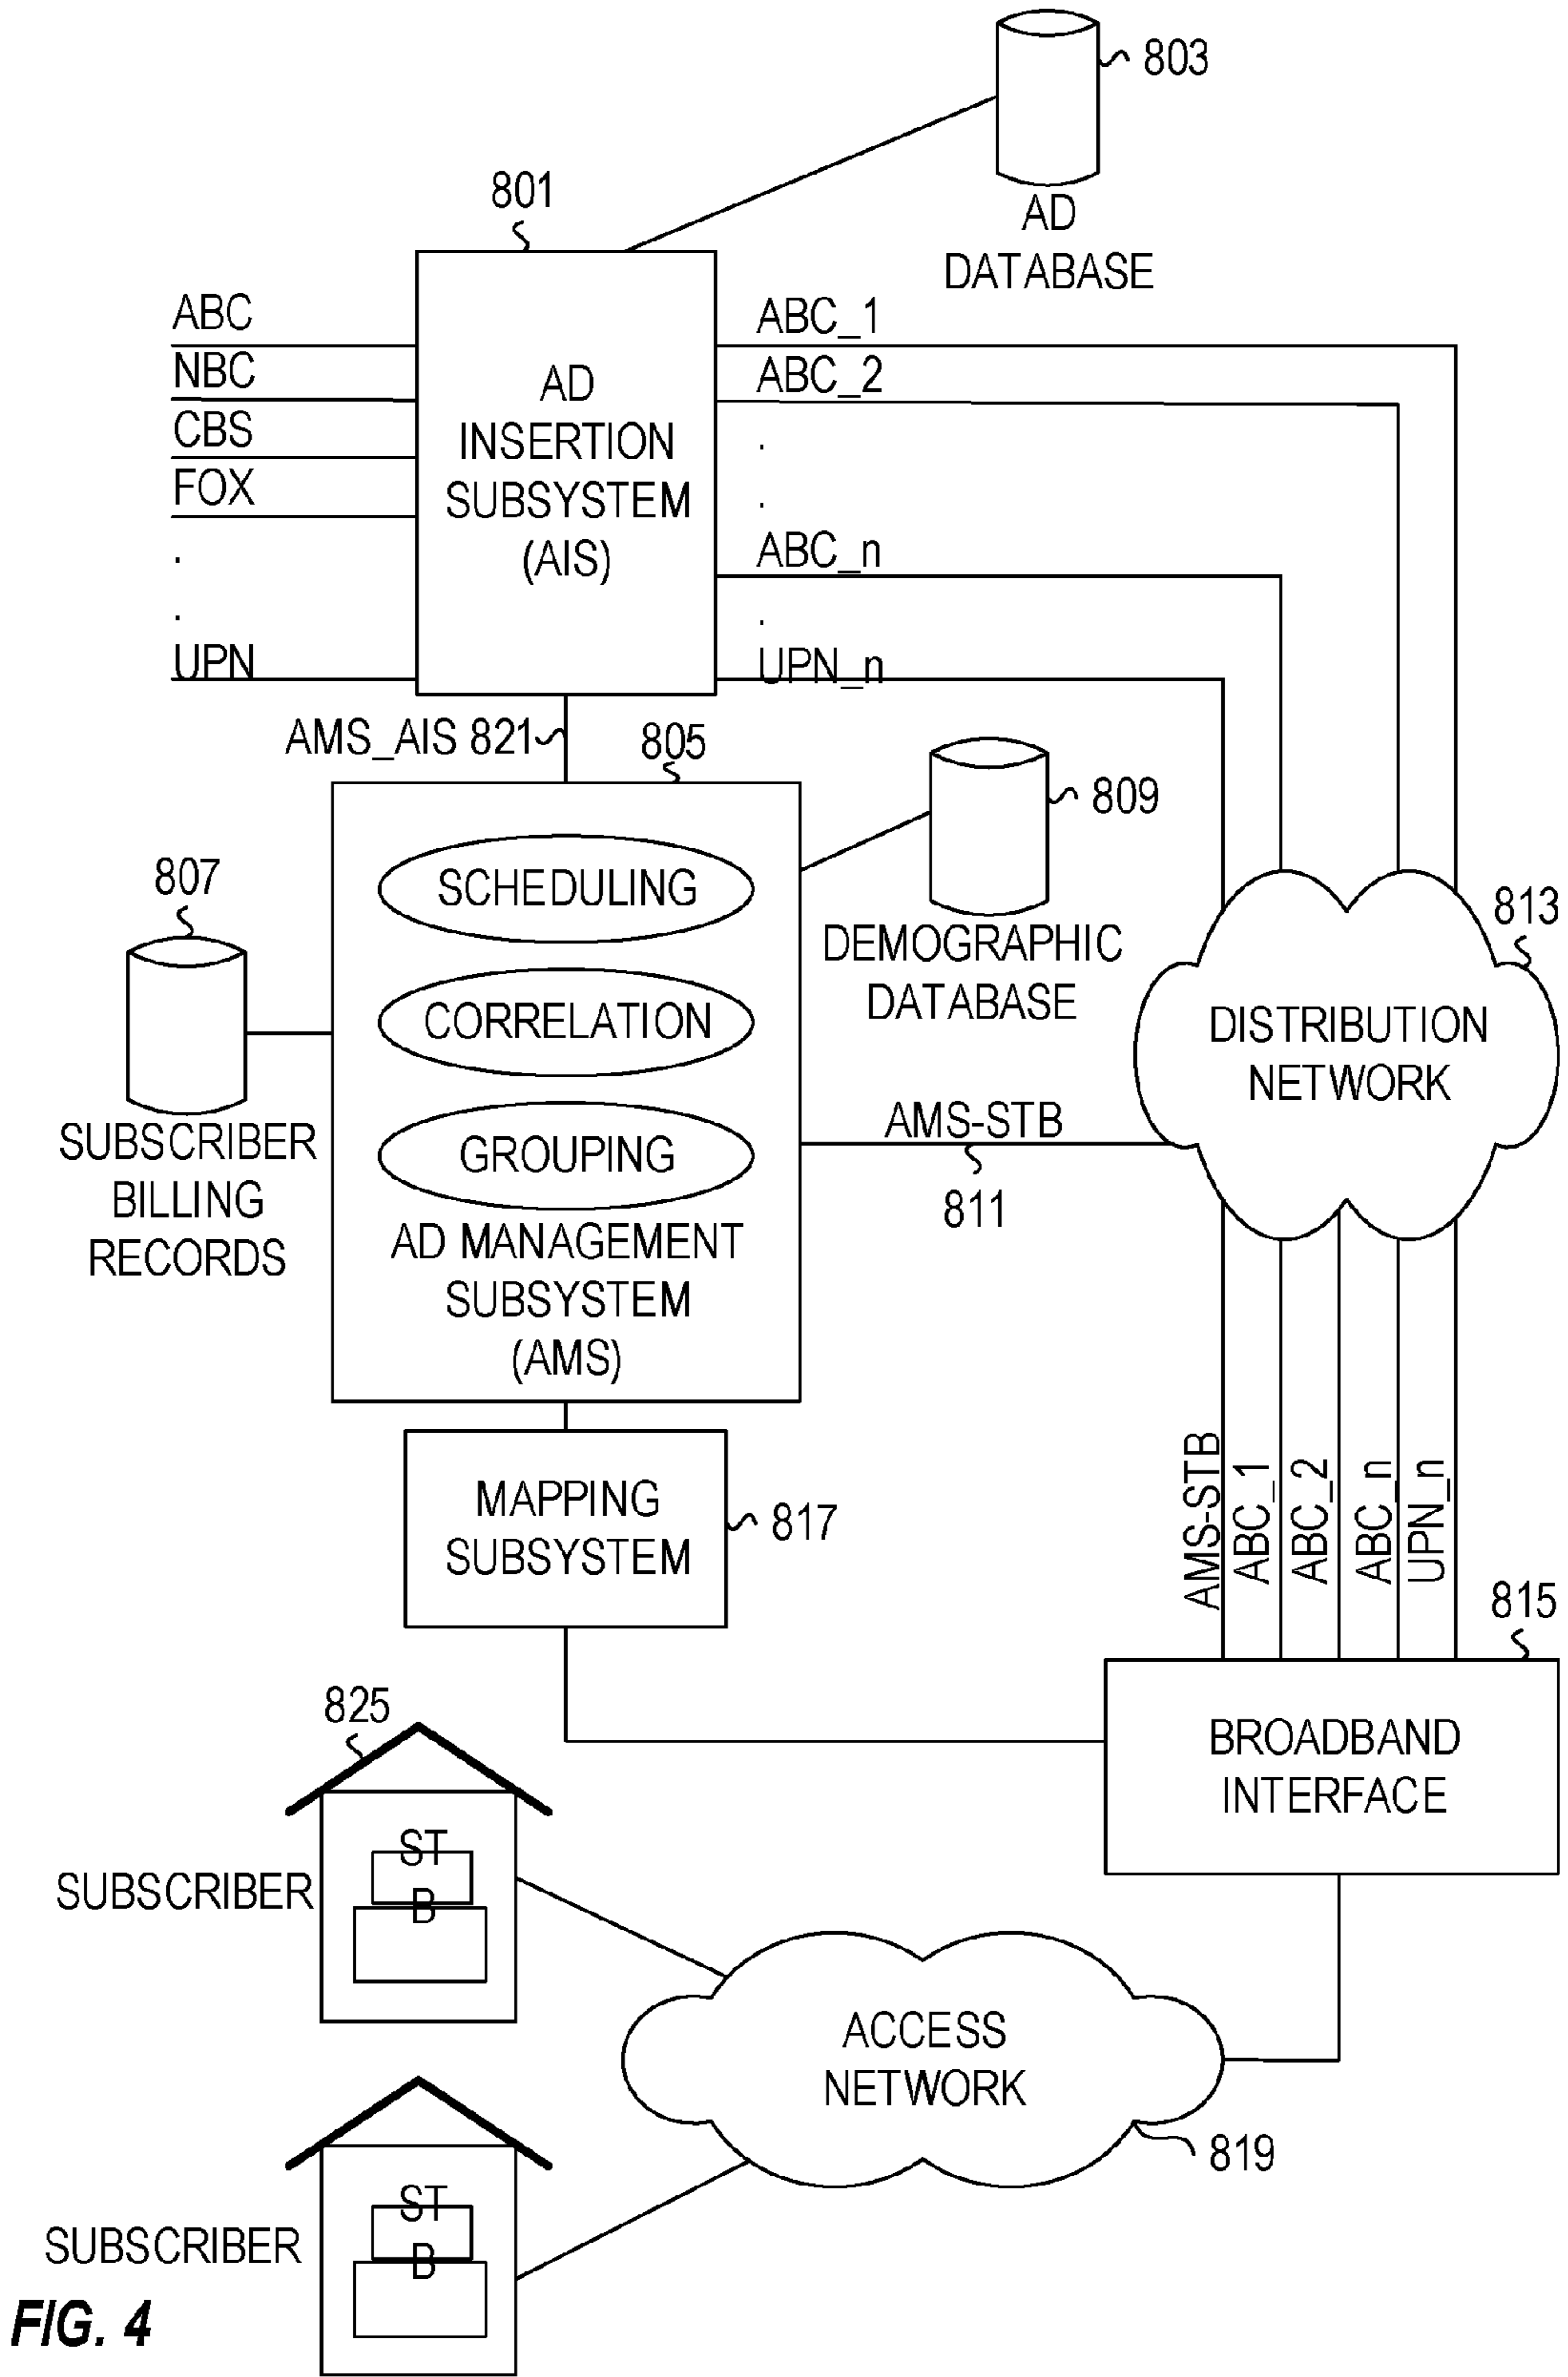 803
AD
DATABASE
801
ABC
NBC
CBS
FOX
.
.
UPN
AD
INSERTION
SUBSYSTEM
(AIS)
ABC_1
ABC_2
.
.
ABC_n
.
UPN_n
AMS_AIS 821
805
809
DEMOGRAPHIC
DATABASE
807
SUBSCRIBER
BILLING
RECORDS
SCHEDULING
CORRELATION
GROUPING
AD MANAGEMENT
SUBSYSTEM
(AMS)
AMS-STB
811
813
DISTRIBUTION
NETWORK
MAPPING
SUBSYSTEM
817
AMS-STB
ABC_1
ABC_2
ABC_n
UPN_n
815
BROADBAND
INTERFACE
825
SUBSCRIBER
ST
B
ACCESS
NETWORK
819
SUBSCRIBER
ST
B
FIG. 4